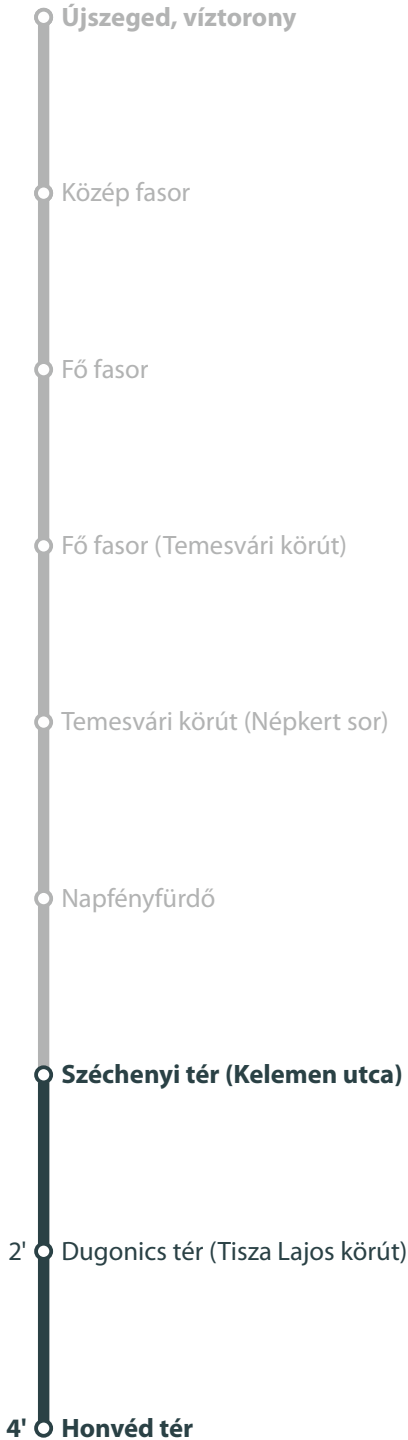 Újszeged, víztorony
Közép fasor
Fő fasor
Fő fasor (Temesvári körút)
Temesvári körút (Népkert sor)
Napfényfürdő
Széchenyi tér (Kelemen utca)
2' Dugonics tér (Tisza Lajos körút)
4' Honvéd tér